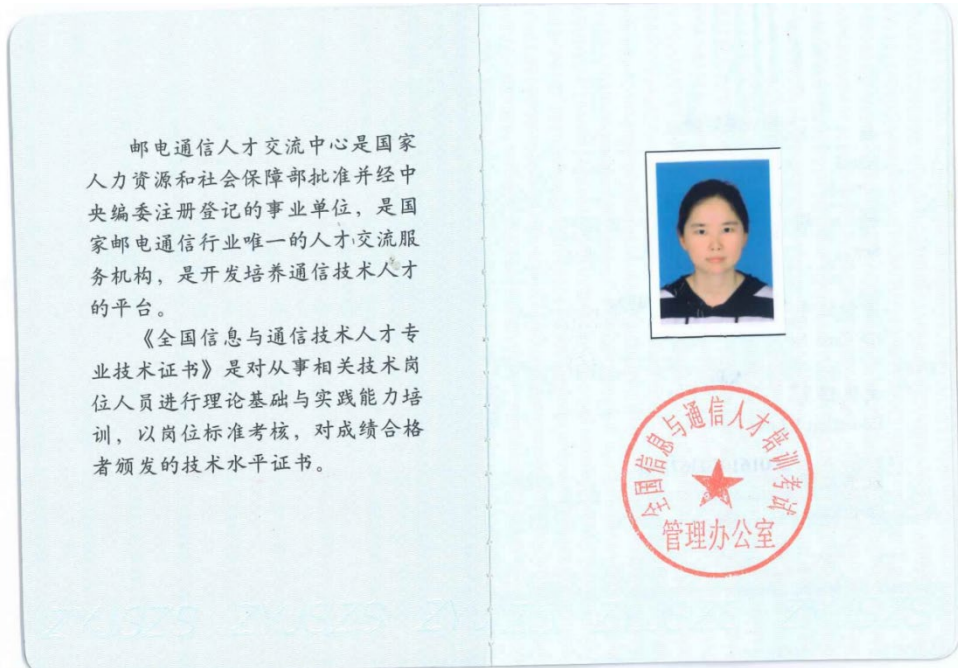 邮电通信人才交流中心是国家
人力资源和社会保障部批准并经中
央编委注册登记的事业单位，是国
家邮电通信行业唯一的人才交流服
务机构，是开发培养通信技术人才
的平台。
《全国信息与通信技术人才专
业技术证书》是对从事相关技术岗
位人员进行理论基础与实践能力培
训，以岗位标准考核，对成绩合格
者颁发的技术水平证书。
全国信息与通信人才培训考试
管理办公室